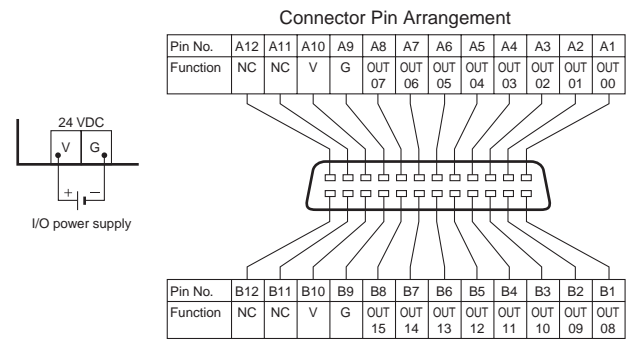 Connector Pin Arrangement
Pin No. A12 A11 A10 A9 A8 A7 A6 A5 A4 A3 A2 A1
Function NC NC V G OUT 07 OUT 06 OUT 05 OUT 04 OUT 03 OUT 02 OUT 01 OUT 00
24 VDC
V G
+ −
I/O power supply
Pin No. B12 B11 B10 B9 B8 B7 B6 B5 B4 B3 B2 B1
Function NC NC V G OUT 15 OUT 14 OUT 13 OUT 12 OUT 11 OUT 10 OUT 09 OUT 08